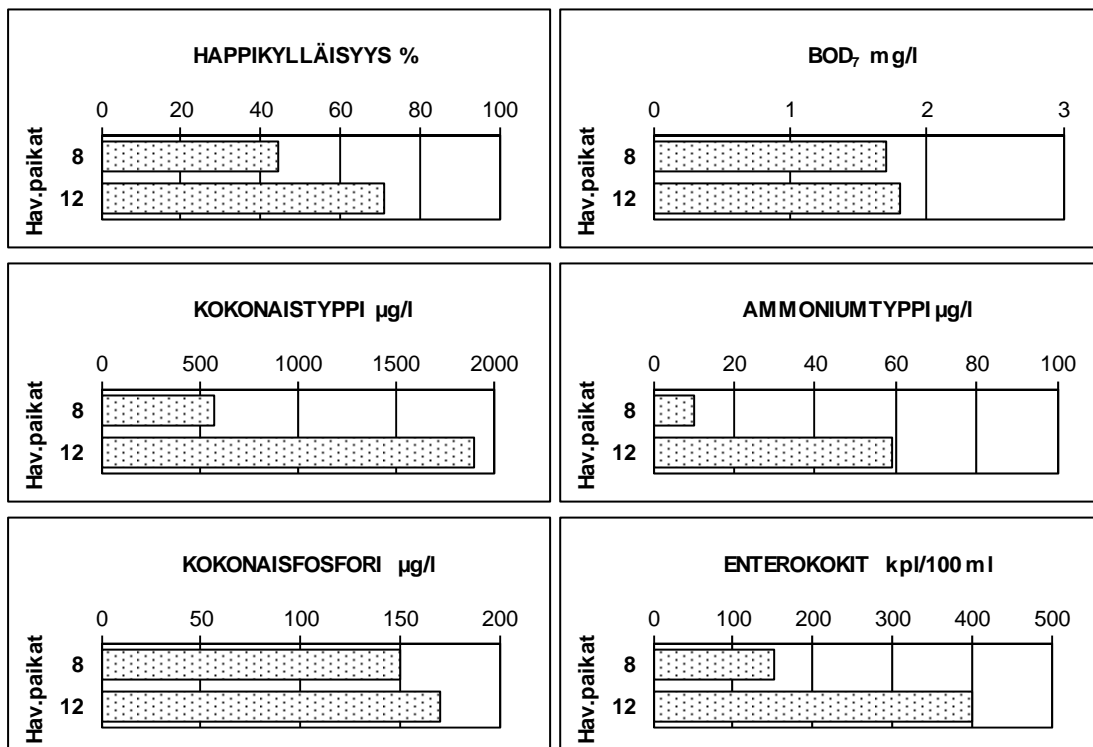 HAPPIKYLLÄISYYS %
0 20 40 60 80 100
Hav.paikat
8
12
BOD₇ mg/l
0 1 2 3
Hav.paikat
8
12
KOKONAISTYPPI µg/l
0 500 1000 1500 2000
Hav.paikat
8
12
AMMONIUMTYPPI µg/l
0 20 40 60 80 100
Hav.paikat
8
12
KOKONAISFOSFORI µg/l
0 50 100 150 200
Hav.paikat
8
12
ENTEROKOKIT kpl/100 ml
0 100 200 300 400 500
Hav.paikat
8
12